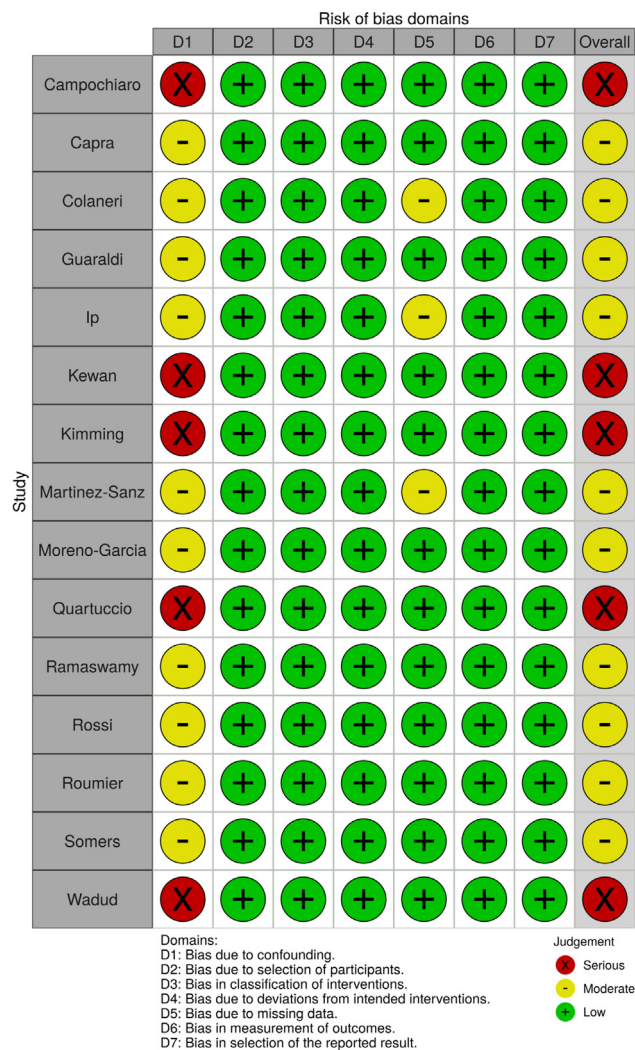 Risk of bias domains
D1 D2 D3 D4 D5 D6 D7 Overall
Study
Campochiaro X + + + + + + X
Capra - + + + + + + -
Colaneri - + + + - + + -
Guaraldi - + + + + + + -
Ip - + + + - + + -
Kewan X + + + + + + X
Kimming X + + + + + + X
Martinez-Sanz - + + + - + + -
Moreno-Garcia - + + + + + + -
Quartuccio X + + + + + + X
Ramaswamy - + + + + + + -
Rossi - + + + + + + -
Roumier - + + + + + + -
Somers - + + + + + + -
Wadud X + + + + + + X
Domains:
D1: Bias due to confounding.
D2: Bias due to selection of participants.
D3: Bias in classification of interventions.
D4: Bias due to deviations from intended interventions.
D5: Bias due to missing data.
D6: Bias in measurement of outcomes.
D7: Bias in selection of the reported result.
Judgement
X Serious
- Moderate
+ Low